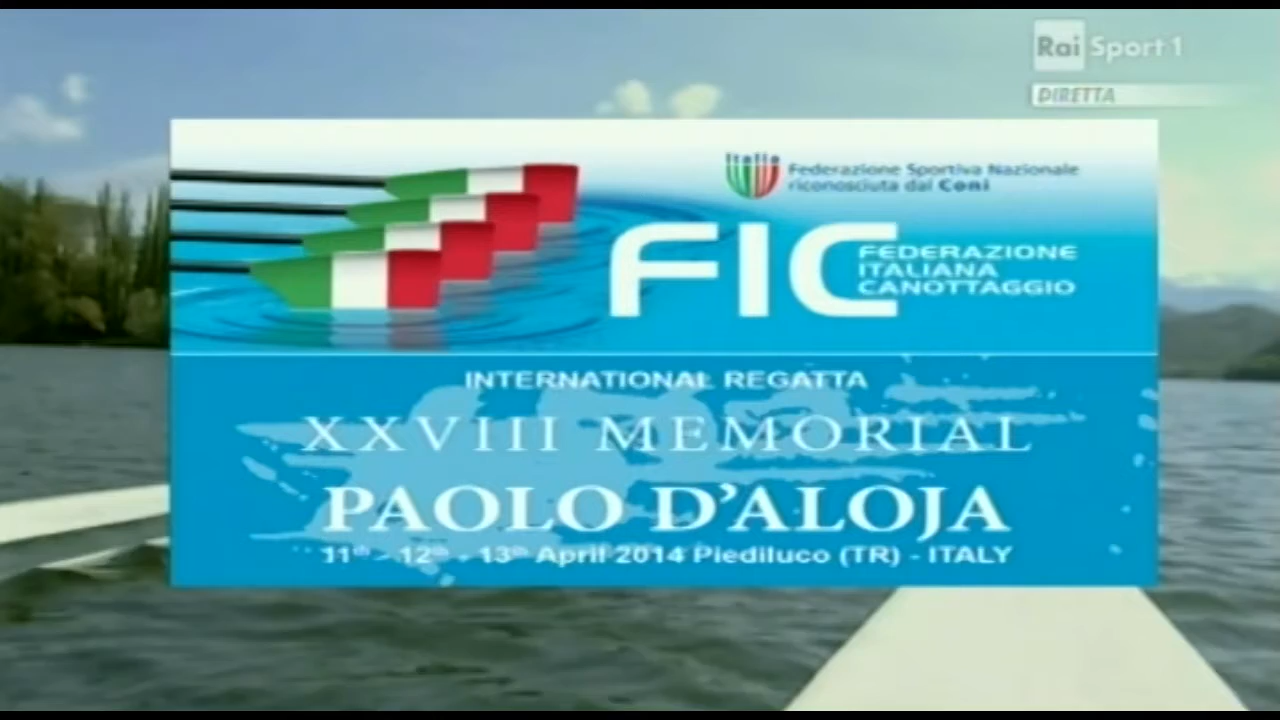 Rai Sport 1
DIRETTA
Italia
Federazione Sportiva Nazionale
riconosciuta dal Coni
FIC
FEDERAZIONE
ITALIANA
CANOTTAGGIO
INTERNATIONAL REGATTA
XXVIII MEMORIAL
PAOLO D'ALOJA
11th - 12th - 13th April 2014 Piediluco (TR) - ITALY